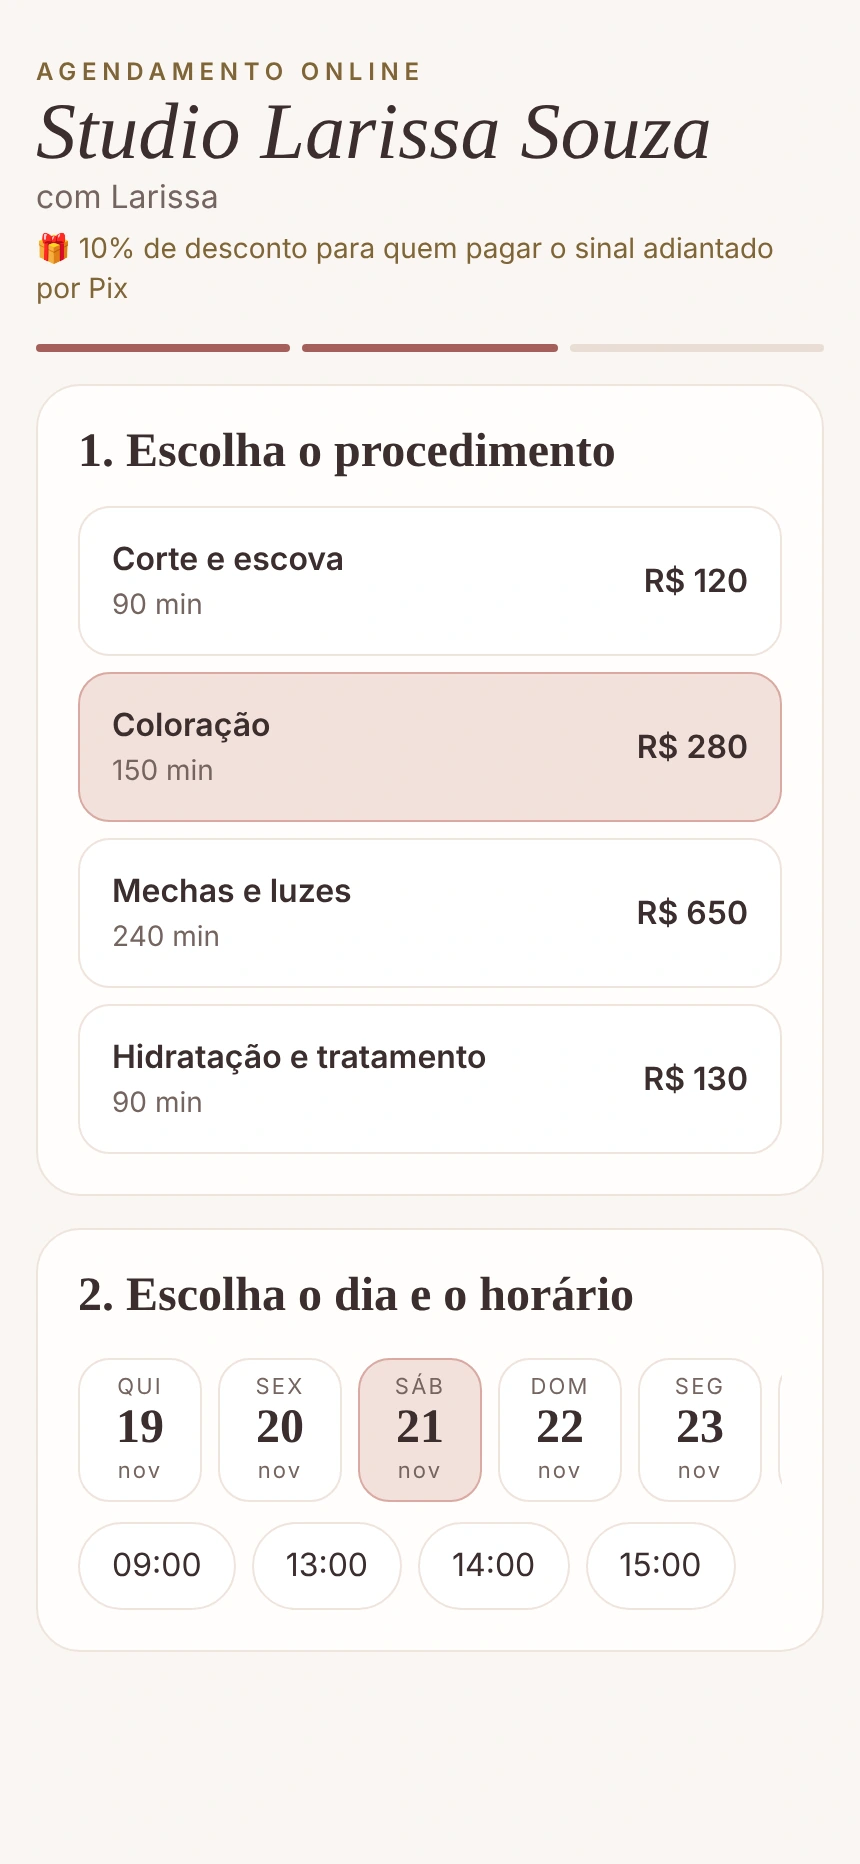 AGENDAMENTO ONLINE
Studio Larissa Souza
com Larissa
🎁 10% de desconto para quem pagar o sinal adiantado
por Pix
1. Escolha o procedimento
Corte e escova
90 min
R$ 120
Coloração
150 min
R$ 280
Mechas e luzes
240 min
R$ 650
Hidratação e tratamento
90 min
R$ 130
2. Escolha o dia e o horário
QUI
19
nov
SEX
20
nov
SÁB
21
nov
DOM
22
nov
SEG
23
nov
09:00
13:00
14:00
15:00